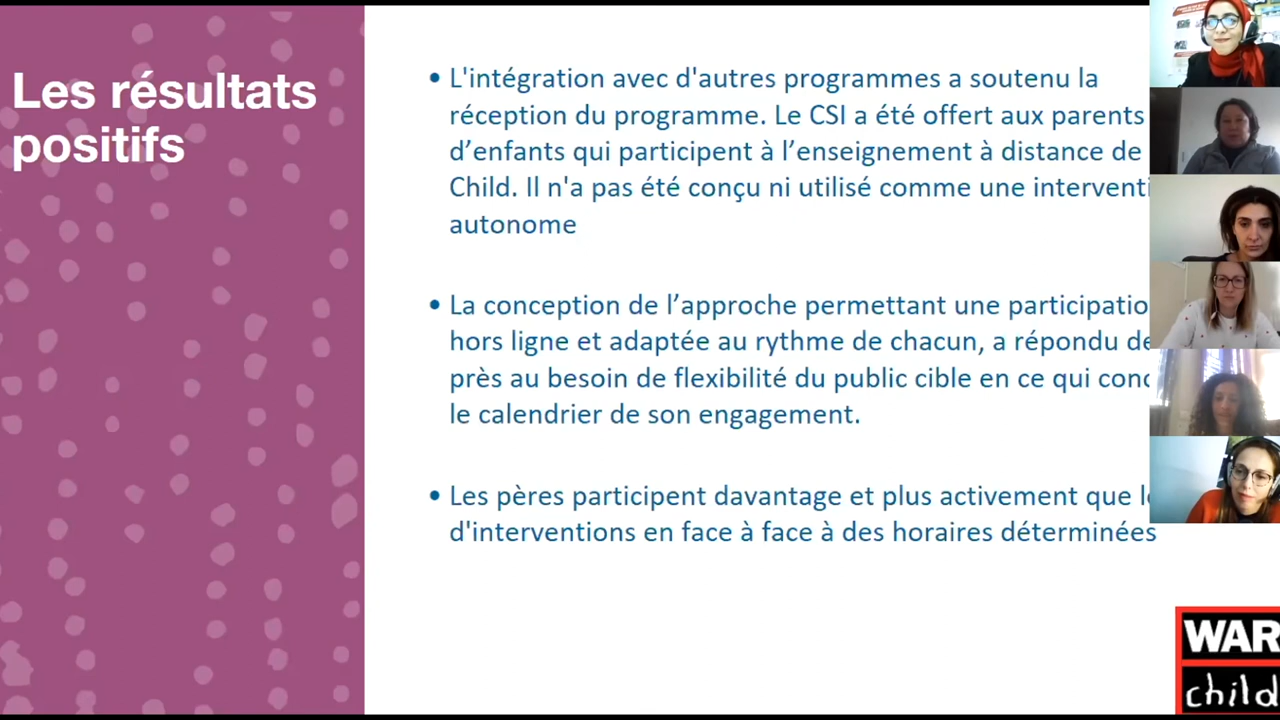 Les résultats
positifs
• L'intégration avec d'autres programmes a soutenu la
réception du programme. Le CSI a été offert aux parents
d’enfants qui participent à l’enseignement à distance de
Child. Il n'a pas été conçu ni utilisé comme une
autonome
• La conception de l’approche permettant une
hors ligne et adaptée au rythme de chacun, a répondu
près au besoin de flexibilité du public cible en ce qui
le calendrier de son engagement.
• Les pères participent davantage et plus activement que
d'interventions en face à face à des horaires déterminées
WAR
child